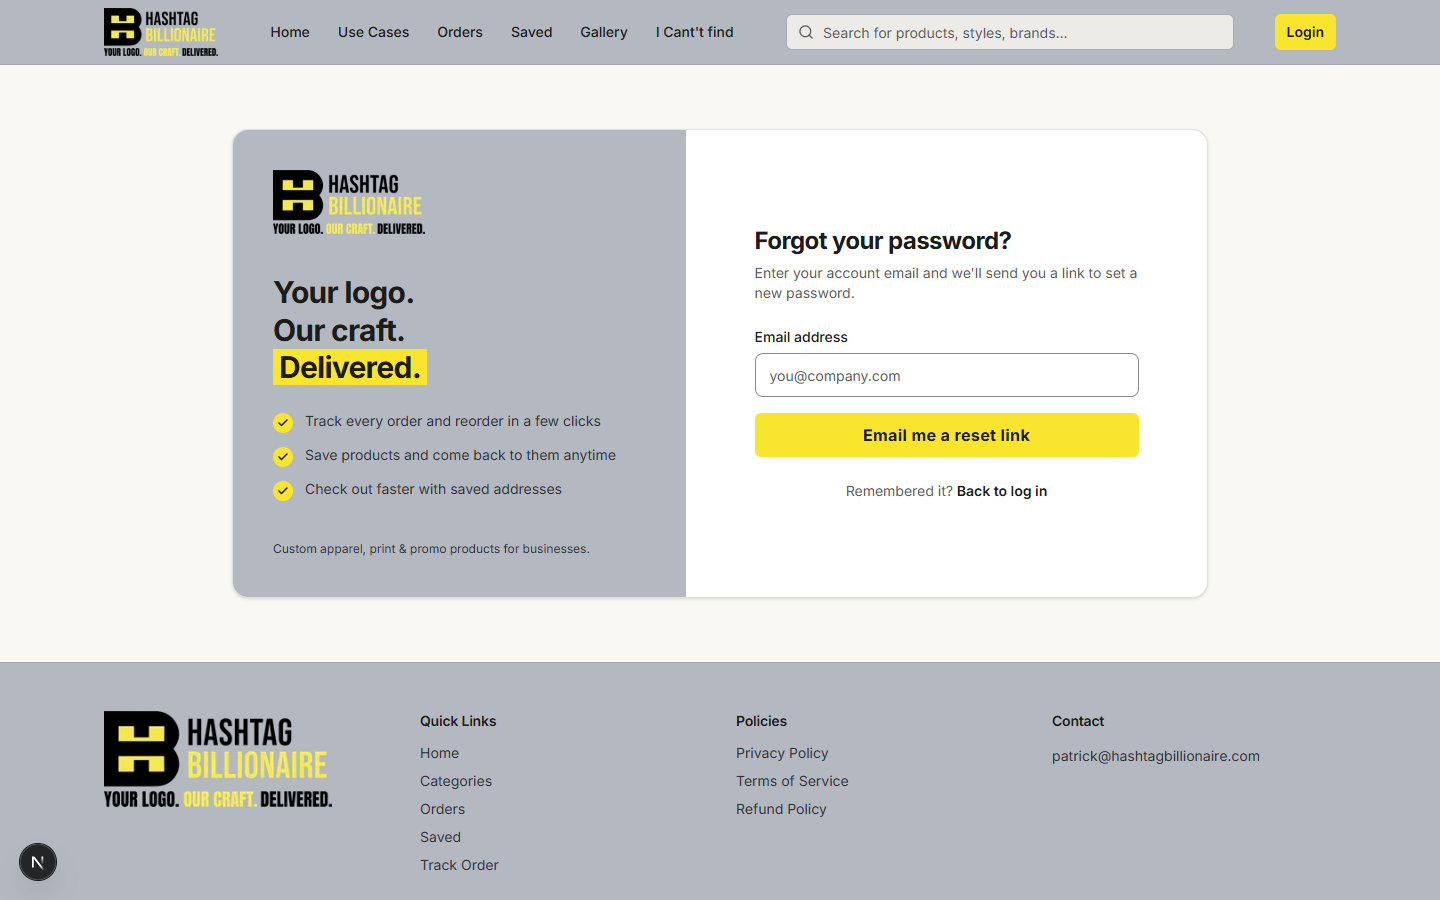 HASHTAG
BILLIONAIRE
YOUR LOGO. OUR CRAFT. DELIVERED.
Home
Use Cases
Orders
Saved
Gallery
I Can't find
Search for products, styles, brands...
Login
HASHTAG
BILLIONAIRE
YOUR LOGO. OUR CRAFT. DELIVERED.
Your logo.
Our craft.
Delivered.
Track every order and reorder in a few clicks
Save products and come back to them anytime
Check out faster with saved addresses
Custom apparel, print & promo products for businesses.
Forgot your password?
Enter your account email and we'll send you a link to set a
new password.
Email address
you@company.com
Email me a reset link
Remembered it? Back to log in
HASHTAG
BILLIONAIRE
YOUR LOGO. OUR CRAFT. DELIVERED.
Quick Links
Home
Categories
Orders
Saved
Track Order
Policies
Privacy Policy
Terms of Service
Refund Policy
Contact
patrick@hashtagbillionaire.com
N